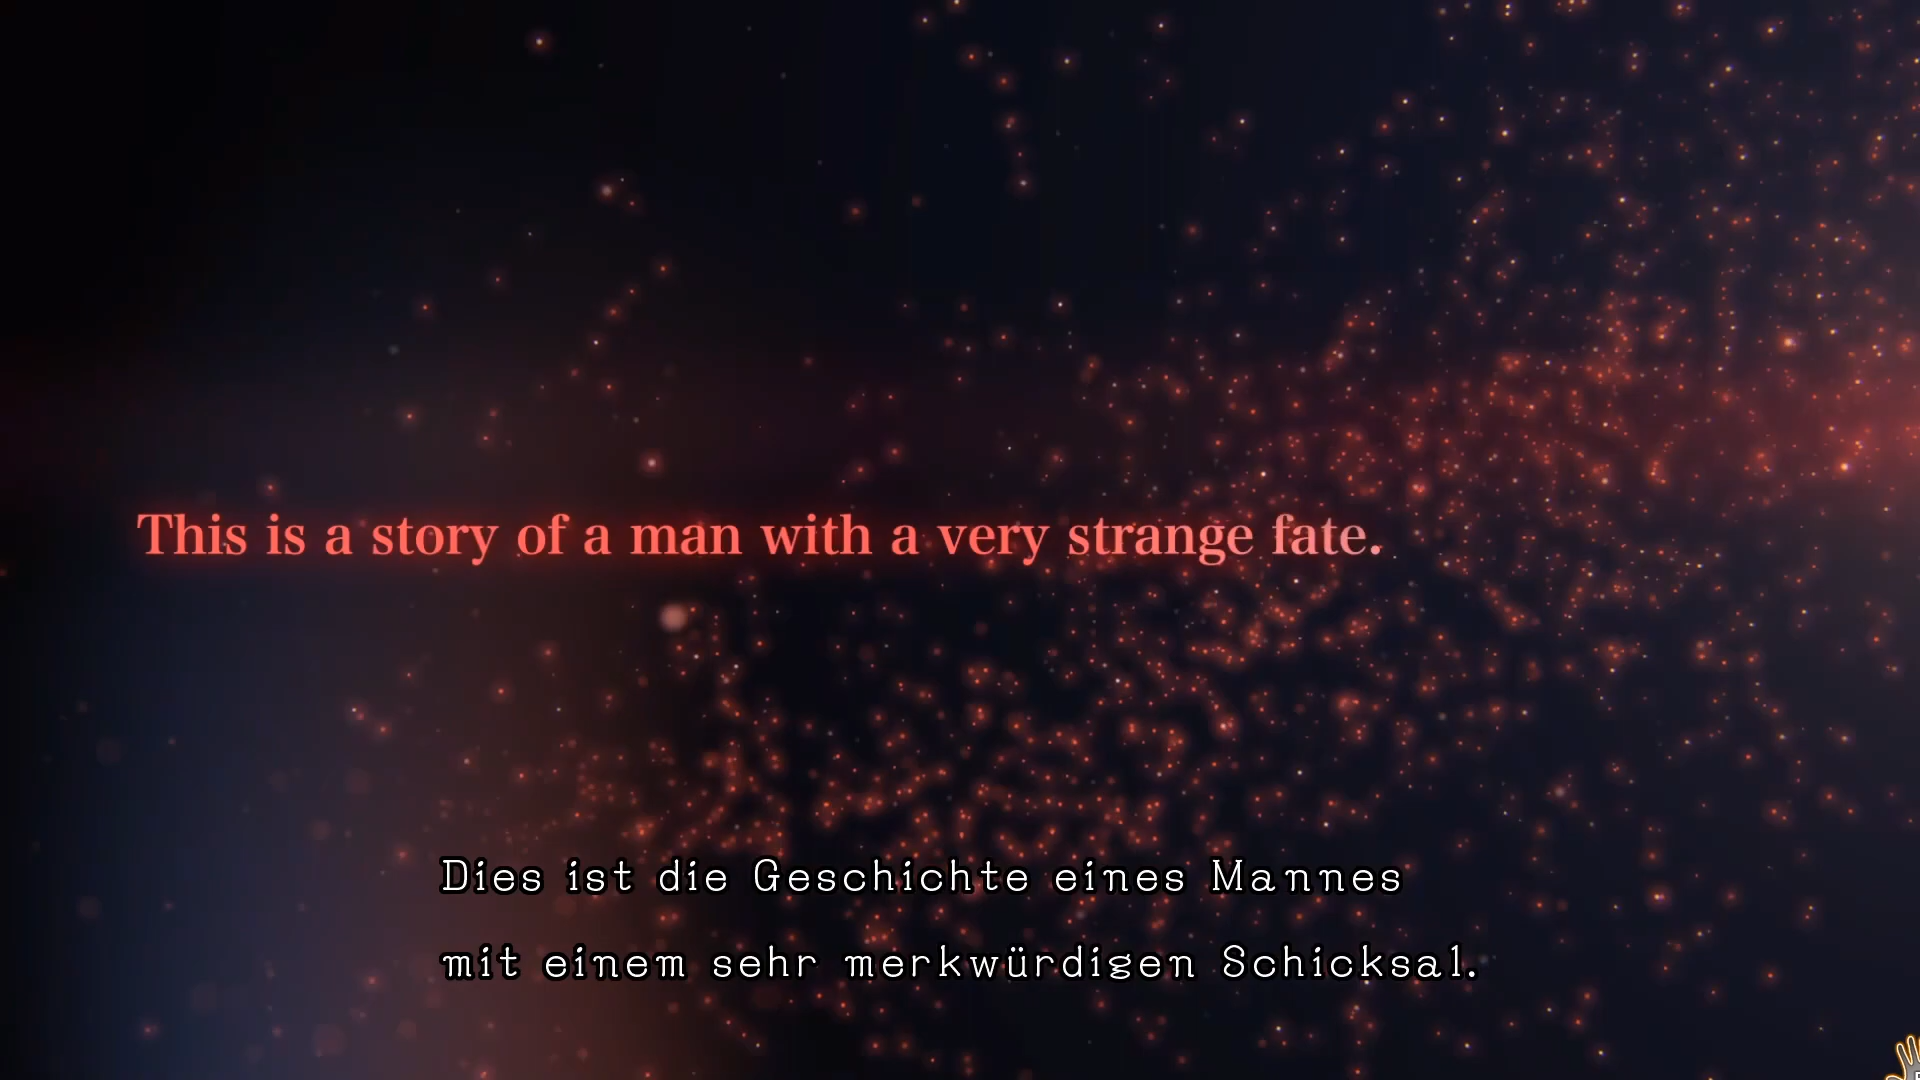 This is a story of a man with a very strange fate.
Dies ist die Geschichte eines Mannes
mit einem sehr merkwürdigen Schicksal.